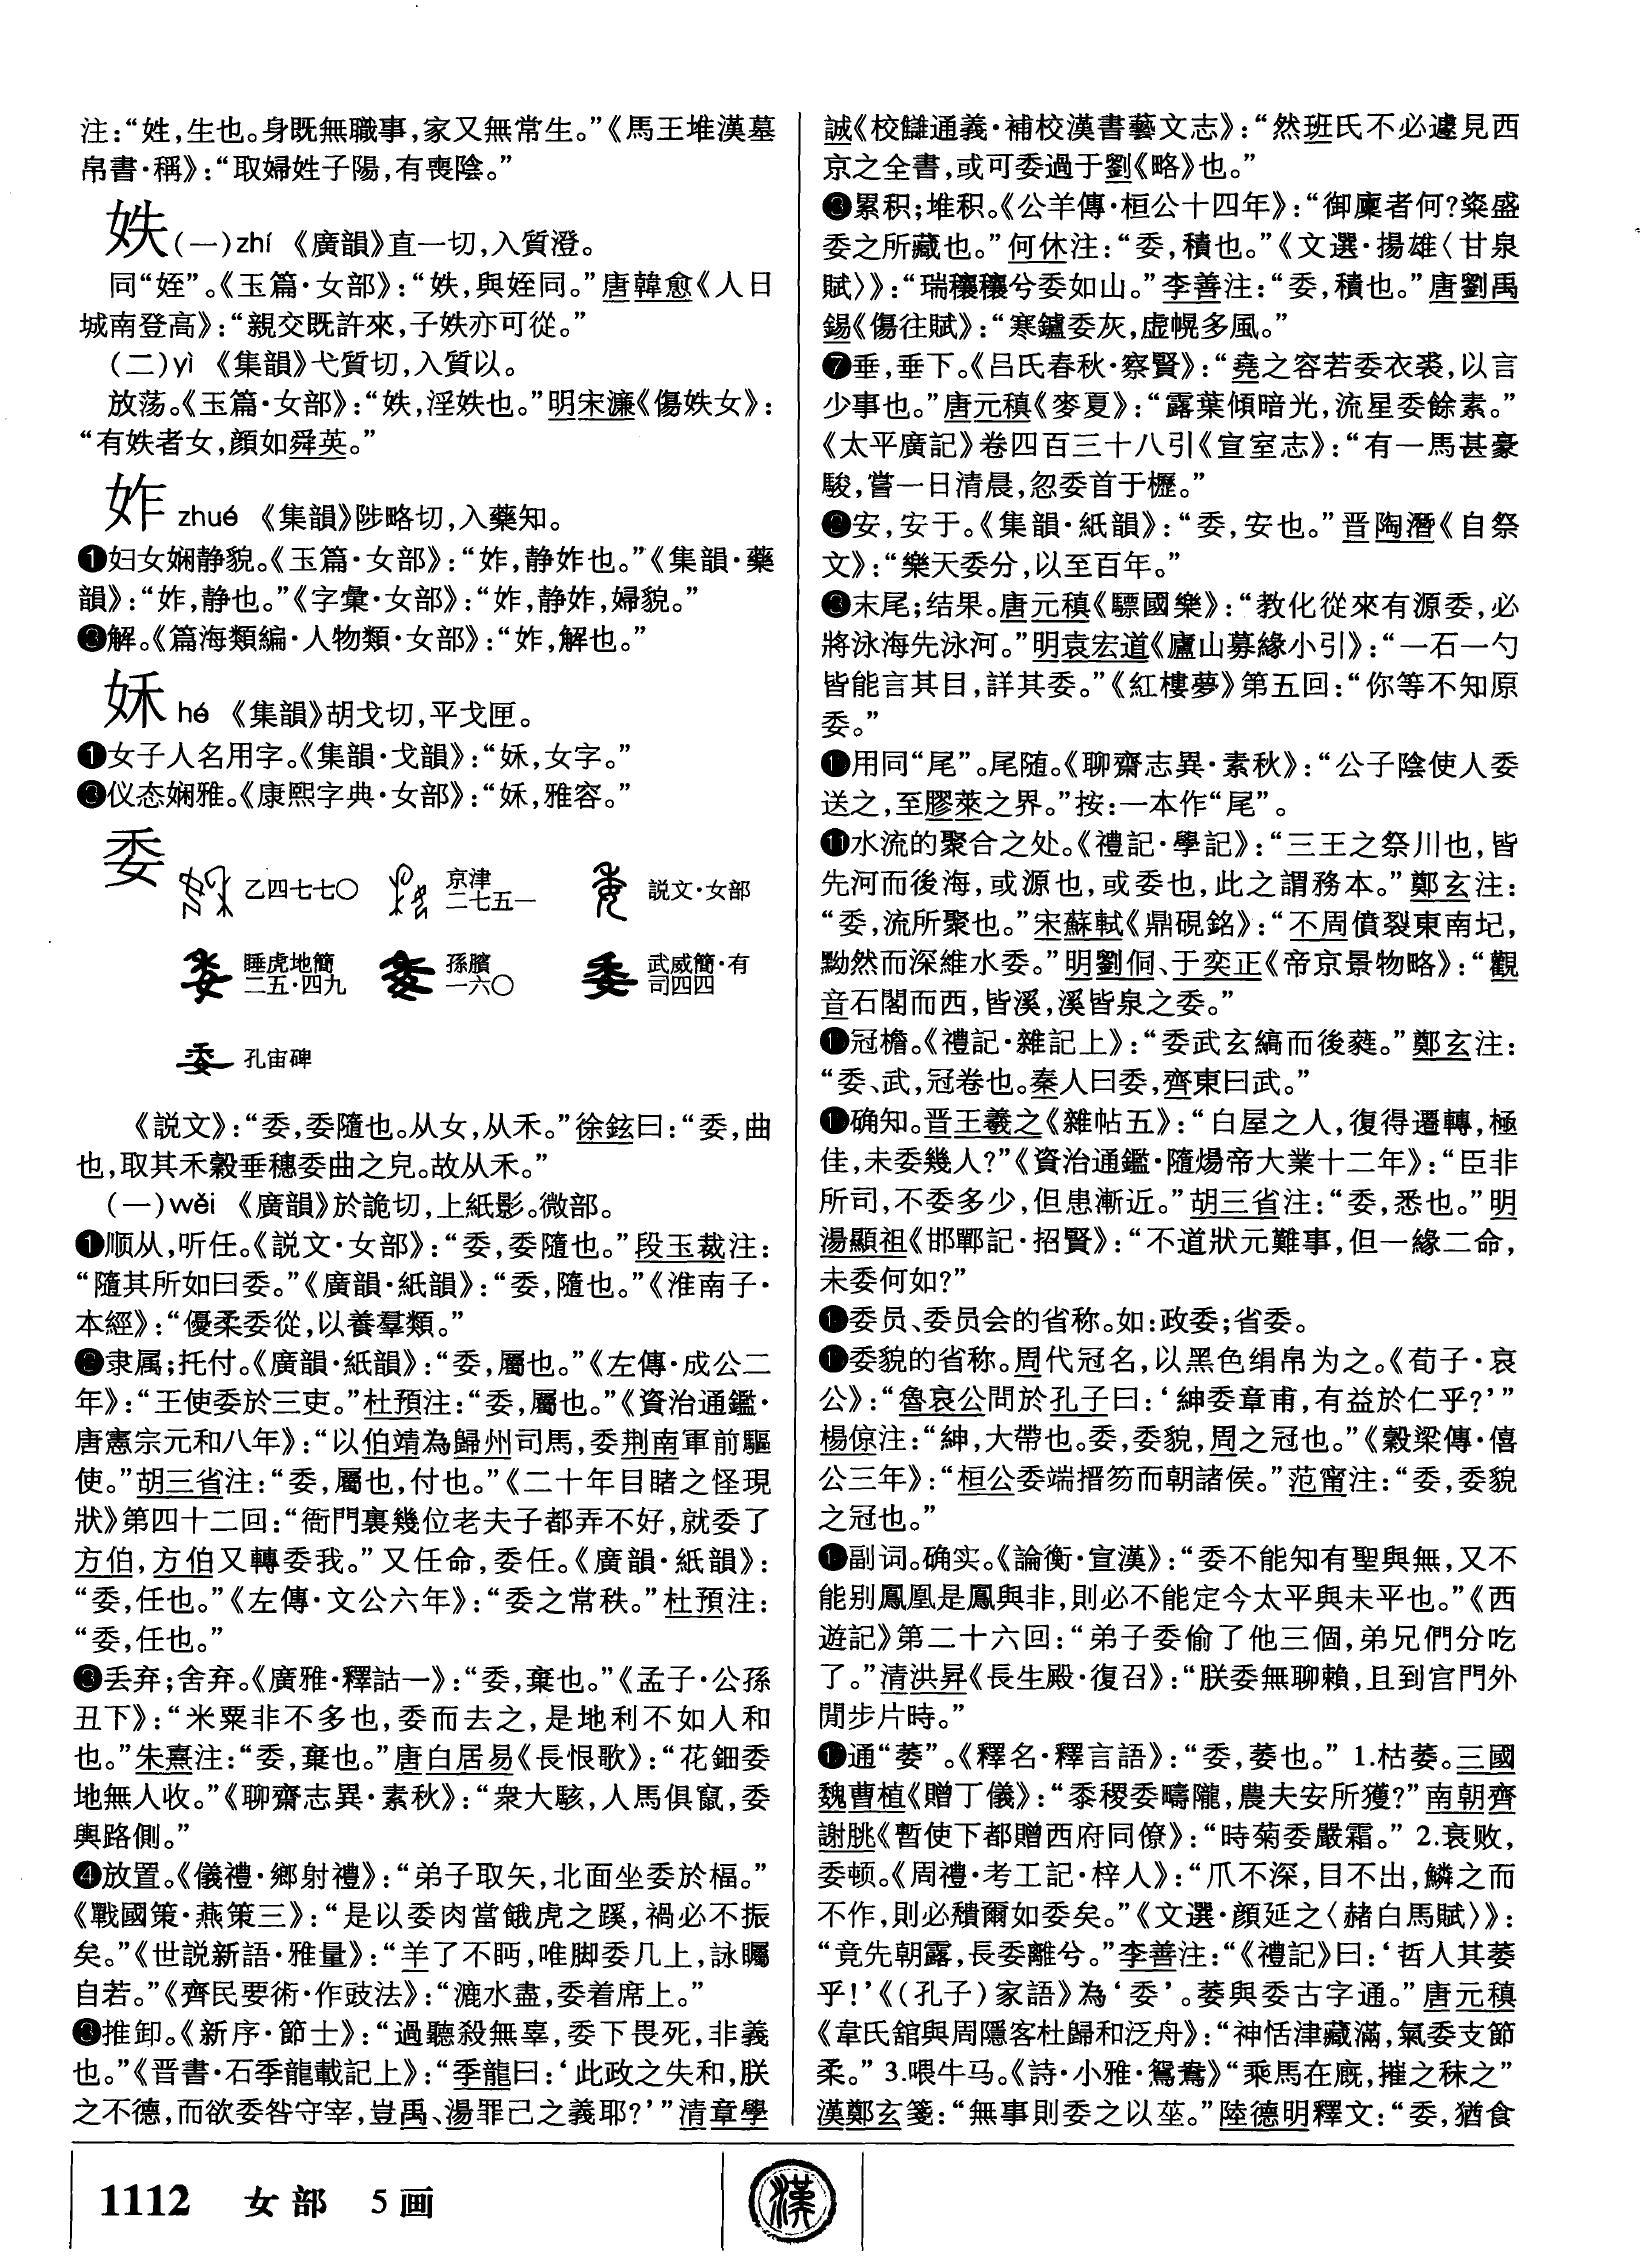 注：“姓，生也。身既無職事，家又無常生。”《馬王堆漢墓
帛書·稱》：“取婦姓子陽，有喪陰。”
妷(一)zhí 《廣韻》直一切，入質澄。
同“姪”。《玉篇·女部》：“妷，與姪同。”唐韓愈《人日
城南登高》：“親交既許來，子妷亦可從。”
(二)yì 《集韻》弋質切，入質以。
放荡。《玉篇·女部》：“妷，淫妷也。”明宋濂《傷妷女》：
“有妷者女，顔如舜英。”
妰 zhué 《集韻》陟略切，入藥知。
❶妇女娴静貌。《玉篇·女部》：“妰，静妰也。”《集韻·藥
韻》：“妰，静也。”《字彙·女部》：“妰，静妰，婦貌。”
❸解。《篇海類編·人物類·女部》：“妰，解也。”
㛿 hé 《集韻》胡戈切，平戈匣。
❶女子人名用字。《集韻·戈韻》：“㛿，女字。”
❸仪态娴雅。《康熙字典·女部》：“㛿，雅容。”
委
乙四七七〇 京津二七五一 説文·女部
睡虎地簡二五·四九 孫臏一六〇 武威簡·有司四四
孔宙碑
《説文》：“委，委隨也。从女，从禾。”徐鉉曰：“委，曲
也，取其禾穀垂穗委曲之皃。故从禾。”
(一)wěi 《廣韻》於詭切，上紙影。微部。
❶顺从，听任。《説文·女部》：“委，委隨也。”段玉裁注：
“隨其所如曰委。”《廣韻·紙韻》：“委，隨也。”《淮南子·
本經》：“優柔委從，以養羣類。”
❷隶属；托付。《廣韻·紙韻》：“委，屬也。”《左傳·成公二
年》：“王使委於三吏。”杜預注：“委，屬也。”《資治通鑑·
唐憲宗元和八年》：“以伯靖為歸州司馬，委荆南軍前驅
使。”胡三省注：“委，屬也，付也。”《二十年目睹之怪現
狀》第四十二回：“衙門裏幾位老夫子都弄不好，就委了
方伯，方伯又轉委我。”又任命，委任。《廣韻·紙韻》：
“委，任也。”《左傳·文公六年》：“委之常秩。”杜預注：
“委，任也。”
❸丢弃；舍弃。《廣雅·釋詁一》：“委，棄也。”《孟子·公孫
丑下》：“米粟非不多也，委而去之，是地利不如人和
也。”朱熹注：“委，棄也。”唐白居易《長恨歌》：“花鈿委
地無人收。”《聊齋志異·素秋》：“衆大駭，人馬俱竄，委
輿路側。”
❹放置。《儀禮·鄉射禮》：“弟子取矢，北面坐委於楅。”
《戰國策·燕策三》：“是以委肉當餓虎之蹊，禍必不振
矣。”《世説新語·雅量》：“羊了不眄，唯脚委几上，詠矚
自若。”《齊民要術·作豉法》：“漉水盡，委着席上。”
❸推卸。《新序·節士》：“過聽殺無辜，委下畏死，非義
也。”《晋書·石季龍載記上》：“季龍曰：‘此政之失和，朕
之不德，而欲委咎守宰，豈禹、湯罪己之義耶？’”清章學
誠《校讎通義·補校漢書藝文志》：“然班氏不必遽見西
京之全書，或可委過于劉《略》也。”
❸累积；堆积。《公羊傳·桓公十四年》：“御廩者何？粢盛
委之所藏也。”何休注：“委，積也。”《文選·揚雄〈甘泉
賦〉》：“瑞穰穰兮委如山。”李善注：“委，積也。”唐劉禹
錫《傷往賦》：“寒鑪委灰，虚幌多風。”
❼垂，垂下。《吕氏春秋·察賢》：“堯之容若委衣裘，以言
少事也。”唐元稹《麥夏》：“露葉傾暗光，流星委餘素。”
《太平廣記》卷四百三十八引《宣室志》：“有一馬甚豪
駿，嘗一日清晨，忽委首于櫪。”
❷安，安于。《集韻·紙韻》：“委，安也。”晋陶潛《自祭
文》：“樂天委分，以至百年。”
❸末尾；结果。唐元稹《驃國樂》：“教化從來有源委，必
將泳海先泳河。”明袁宏道《廬山募緣小引》：“一石一勺
皆能言其目，詳其委。”《紅樓夢》第五回：“你等不知原
委。”
❶用同“尾”。尾随。《聊齋志異·素秋》：“公子陰使人委
送之，至膠萊之界。”按：一本作“尾”。
⓫水流的聚合之处。《禮記·學記》：“三王之祭川也，皆
先河而後海，或源也，或委也，此之謂務本。”鄭玄注：
“委，流所聚也。”宋蘇軾《鼎硯銘》：“不周僨裂東南圮，
黝然而深維水委。”明劉侗、于奕正《帝京景物略》：“觀
音石閣而西，皆溪，溪皆泉之委。”
❶冠檐。《禮記·雜記上》：“委武玄縞而後蕤。”鄭玄注：
“委、武，冠卷也。秦人曰委，齊東曰武。”
❶确知。晋王羲之《雜帖五》：“白屋之人，復得遷轉，極
佳，未委幾人？”《資治通鑑·隨煬帝大業十二年》：“臣非
所司，不委多少，但患漸近。”胡三省注：“委，悉也。”明
湯顯祖《邯鄲記·招賢》：“不道狀元難事，但一緣二命，
未委何如？”
❶委员、委员会的省称。如：政委；省委。
❶委貌的省称。周代冠名，以黑色绢帛为之。《荀子·哀
公》：“魯哀公問於孔子曰：‘紳委章甫，有益於仁乎？’”
楊倞注：“紳，大帶也。委，委貌，周之冠也。”《穀梁傳·僖
公三年》：“桓公委端搢笏而朝諸侯。”范甯注：“委，委貌
之冠也。”
❶副词。确实。《論衡·宣漢》：“委不能知有聖與無，又不
能别鳳凰是鳳與非，則必不能定今太平與未平也。”《西
遊記》第二十六回：“弟子委偷了他三個，弟兄們分吃
了。”清洪昇《長生殿·復召》：“朕委無聊賴，且到宫門外
閒步片時。”
❶通“萎”。《釋名·釋言語》：“委，萎也。” 1.枯萎。三國
魏曹植《贈丁儀》：“黍稷委疇隴，農夫安所獲？”南朝齊
謝朓《暫使下都贈西府同僚》：“時菊委嚴霜。” 2.衰败，
委顿。《周禮·考工記·梓人》：“爪不深，目不出，鱗之而
不作，則必穨爾如委矣。”《文選·顔延之〈赭白馬賦〉》：
“竟先朝露，長委離兮。”李善注：“《禮記》曰：‘哲人其萎
乎！’《(孔子)家語》為‘委’。萎與委古字通。”唐元稹
《韋氏舘與周隱客杜歸和泛舟》：“神恬津藏滿，氣委支節
柔。” 3.喂牛马。《詩·小雅·鴛鴦》“乘馬在廄，摧之秣之”
漢鄭玄箋：“無事則委之以莝。”陸德明釋文：“委，猶食
1112 女部 5画
漢